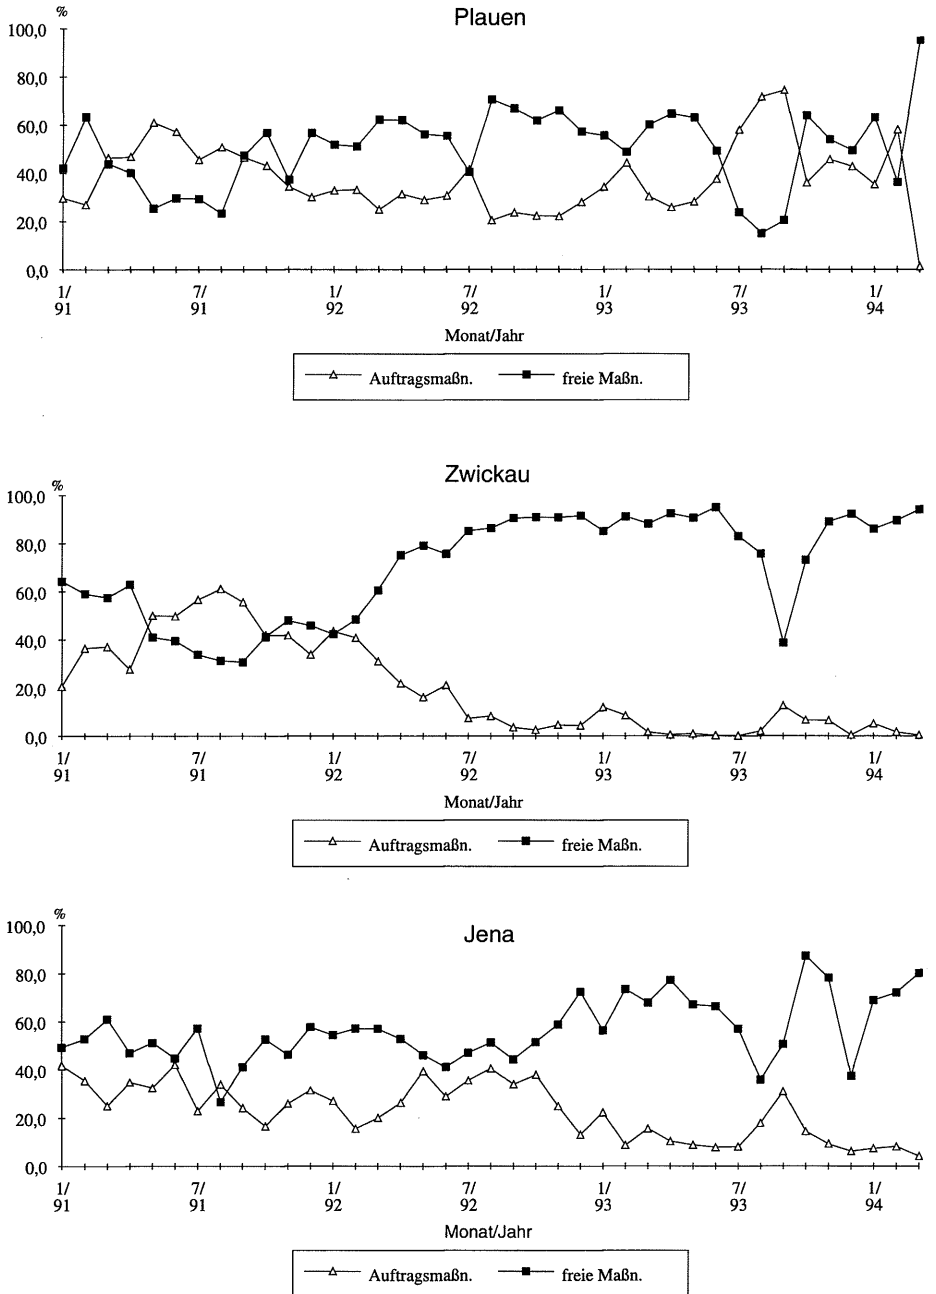 Plauen
%
100,0
80,0
60,0
40,0
20,0
0,0
1/ 7/ 1/ 7/ 1/ 7/ 1/
91 91 92 92 93 93 94
Monat/Jahr
Auftragsmaßn. freie Maßn.
Zwickau
%
100,0
80,0
60,0
40,0
20,0
0,0
1/ 7/ 1/ 7/ 1/ 7/ 1/
91 91 92 92 93 93 94
Monat/Jahr
Auftragsmaßn. freie Maßn.
%
100,0
Jena
80,0
60,0
40,0
20,0
0,0
1/ 7/ 1/ 7/ 1/ 7/ 1/
91 91 92 92 93 93 94
Monat/Jahr
Auftragsmaßn. freie Maßn.